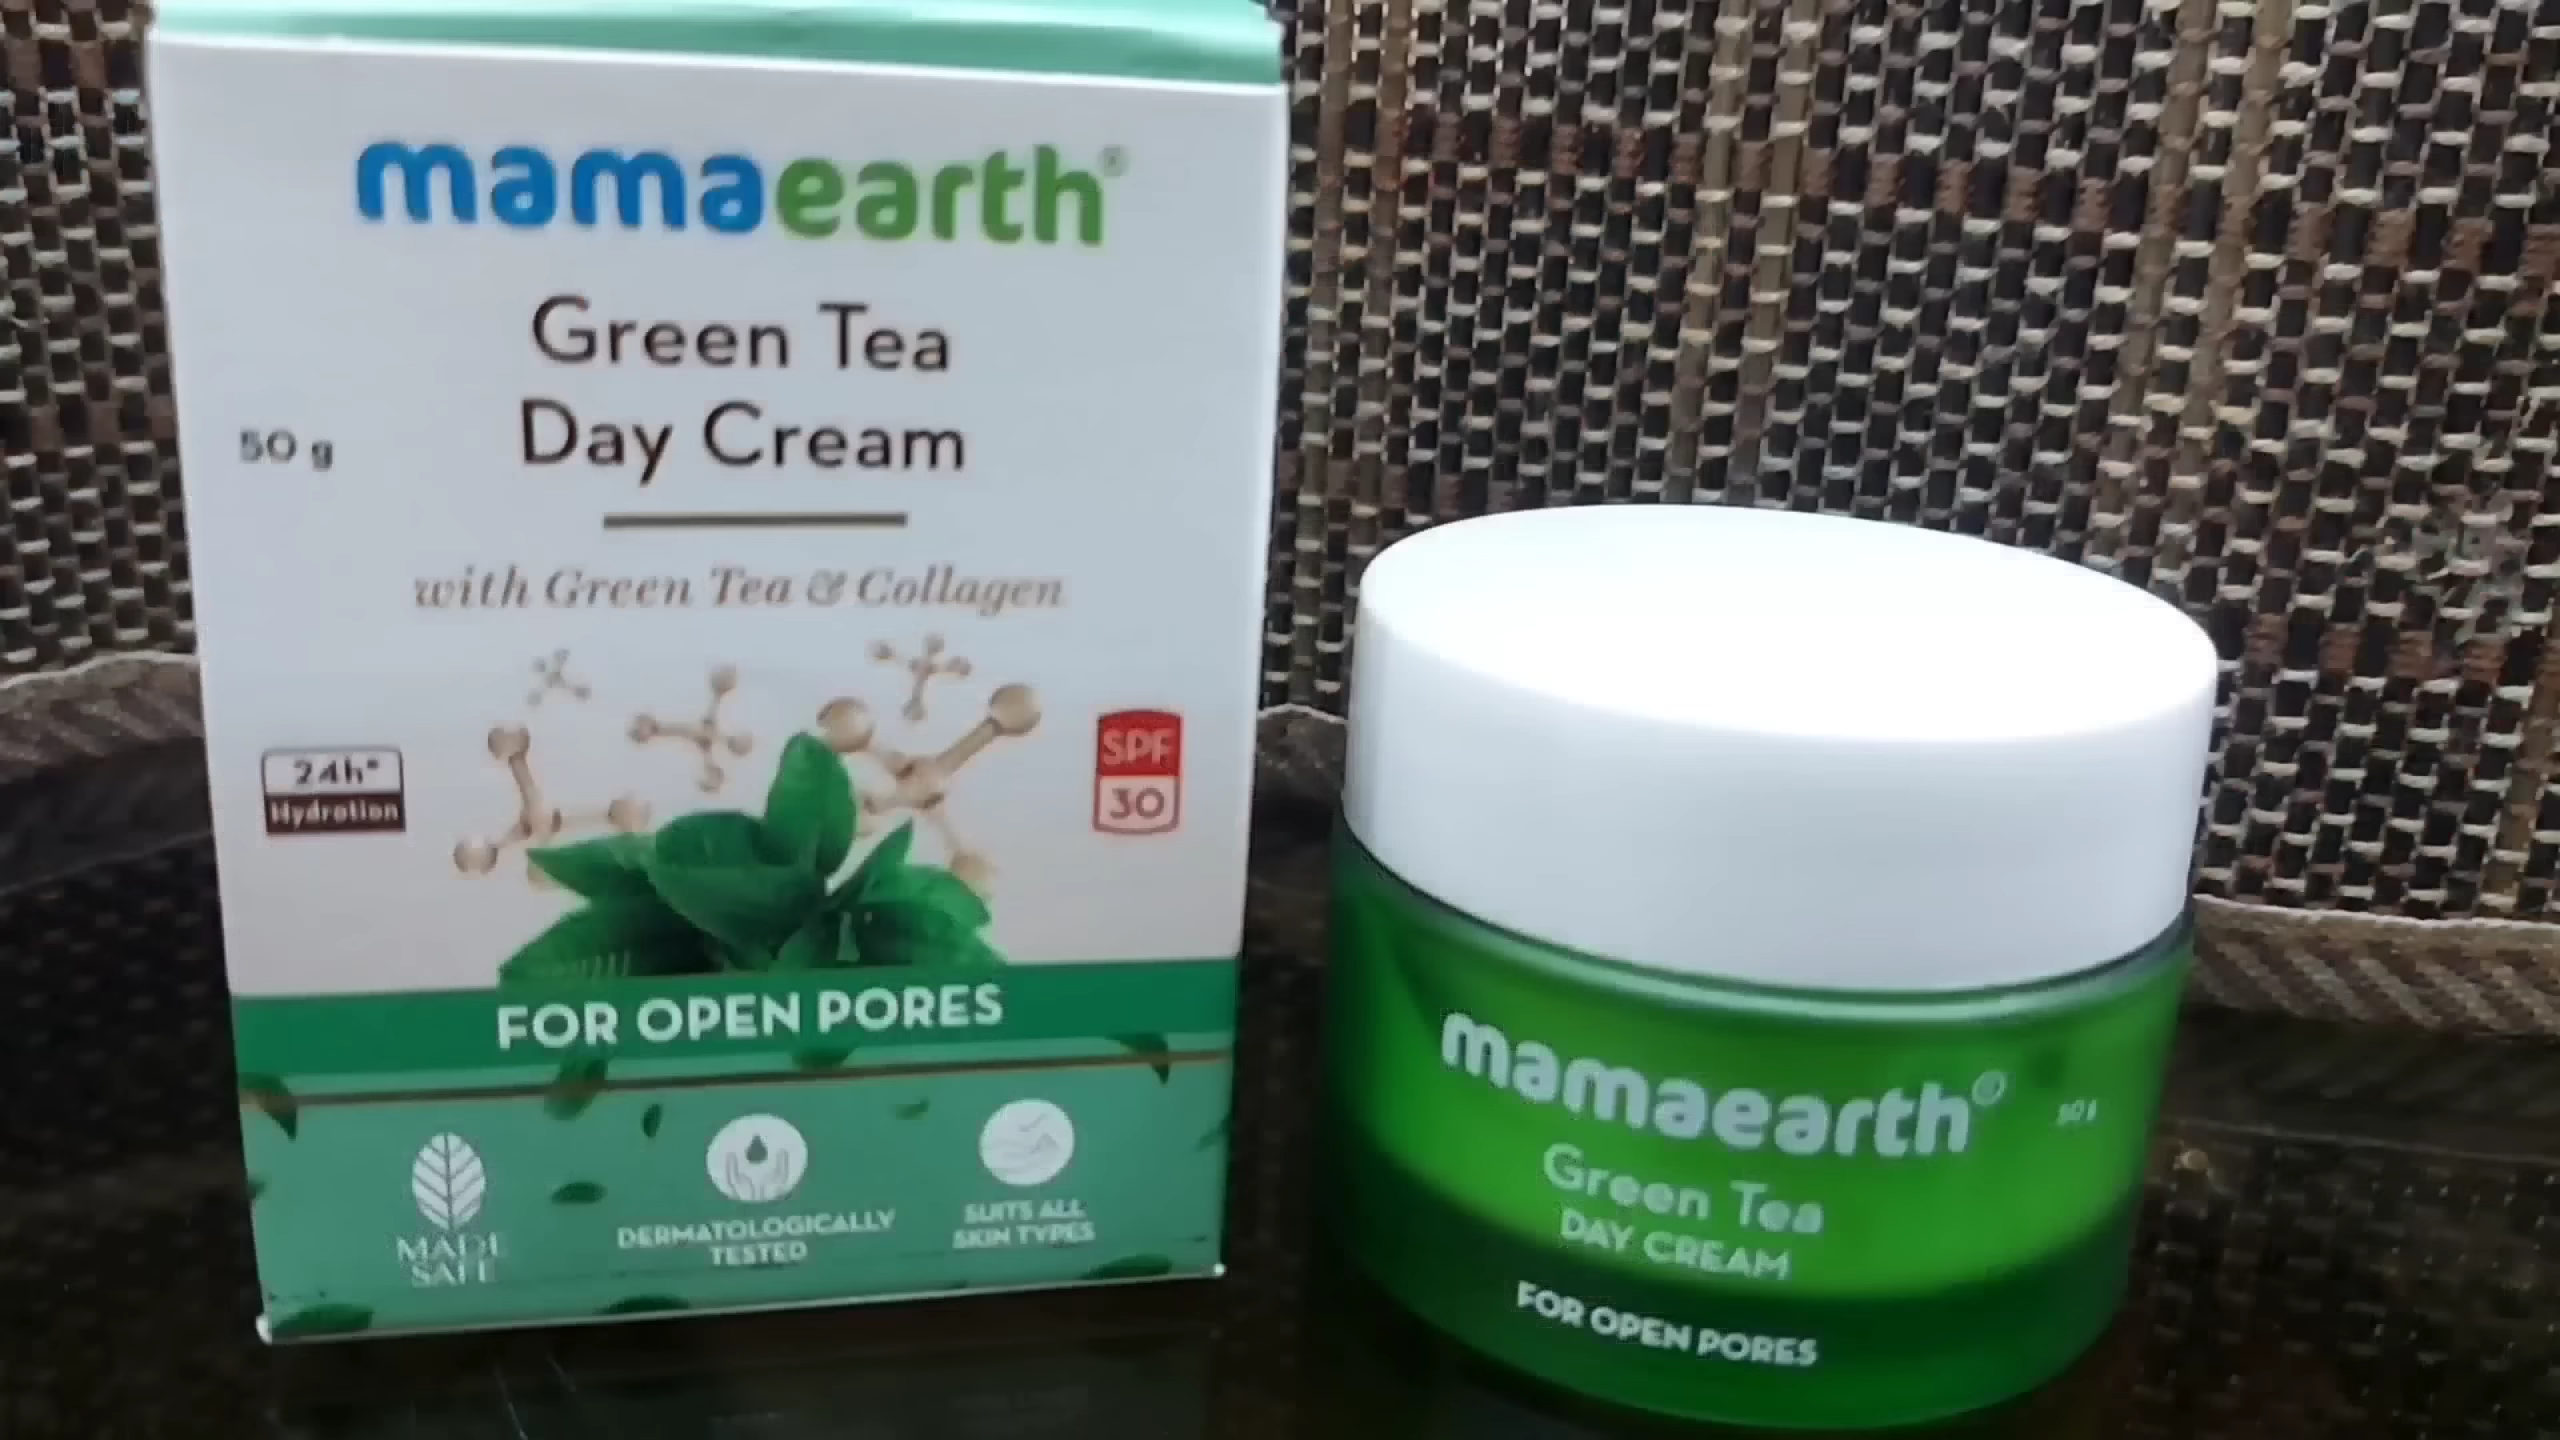 mamaearth®
Green Tea
Day Cream
50 g
with Green Tea & Collagen
24h*
Hydration
SPF
30
FOR OPEN PORES
MADE
SAFE
DERMATOLOGICALLY
TESTED
SUITS ALL
SKIN TYPES
mamaearth®
50 g
Green Tea
DAY CREAM
FOR OPEN PORES